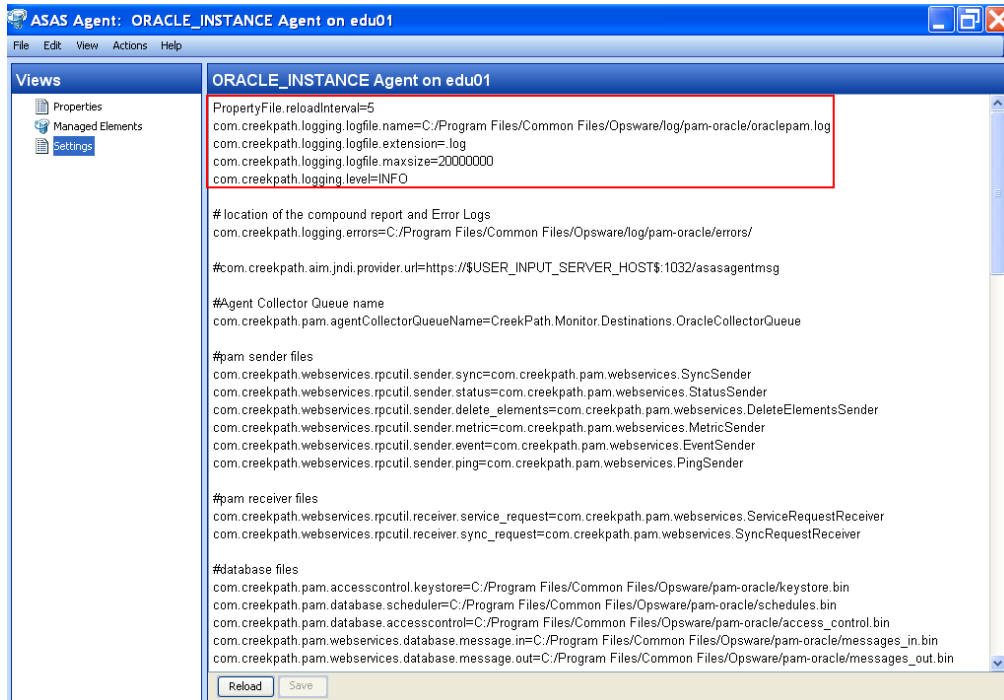 ASAS Agent: ORACLE_INSTANCE Agent on edu01
File Edit View Actions Help
Views
Properties
Managed Elements
Settings
ORACLE_INSTANCE Agent on edu01
PropertyFile.reloadInterval=5
com.creekpath.logging.logfile.name=C:/Program Files/Common Files/Opsware/log/pam-oracle/oraclepam.log
com.creekpath.logging.logfile.extension=.log
com.creekpath.logging.logfile.maxsize=20000000
com.creekpath.logging.level=INFO
# location of the compound report and Error Logs
com.creekpath.logging.errors=C:/Program Files/Common Files/Opsware/log/pam-oracle/errors/
#com.creekpath.aim.jndi.provider.url=https://$USER_INPUT_SERVER_HOST$:1032/asasagentmsg
#Agent Collector Queue name
com.creekpath.pam.agentCollectorQueueName=CreekPath.Monitor.Destinations.OracleCollectorQueue
#pam sender files
com.creekpath.webservices.rpcutil.sender.sync=com.creekpath.pam.webservices.SyncSender
com.creekpath.webservices.rpcutil.sender.status=com.creekpath.pam.webservices.StatusSender
com.creekpath.webservices.rpcutil.sender.delete_elements=com.creekpath.pam.webservices.DeleteElementsSender
com.creekpath.webservices.rpcutil.sender.metric=com.creekpath.pam.webservices.MetricSender
com.creekpath.webservices.rpcutil.sender.event=com.creekpath.pam.webservices.EventSender
com.creekpath.webservices.rpcutil.sender.ping=com.creekpath.pam.webservices.PingSender
#pam receiver files
com.creekpath.webservices.rpcutil.receiver.service_request=com.creekpath.pam.webservices.ServiceRequestReceiver
com.creekpath.webservices.rpcutil.receiver.sync_request=com.creekpath.pam.webservices.SyncRequestReceiver
#database files
com.creekpath.pam.accesscontrol.keystore=C:/Program Files/Common Files/Opsware/pam-oracle/keystore.bin
com.creekpath.pam.database.scheduler=C:/Program Files/Common Files/Opsware/pam-oracle/schedules.bin
com.creekpath.pam.database.accesscontrol=C:/Program Files/Common Files/Opsware/pam-oracle/access_control.bin
com.creekpath.pam.webservices.database.message.in=C:/Program Files/Common Files/Opsware/pam-oracle/messages_in.bin
com.creekpath.pam.webservices.database.message.out=C:/Program Files/Common Files/Opsware/pam-oracle/messages_out.bin
Reload Save